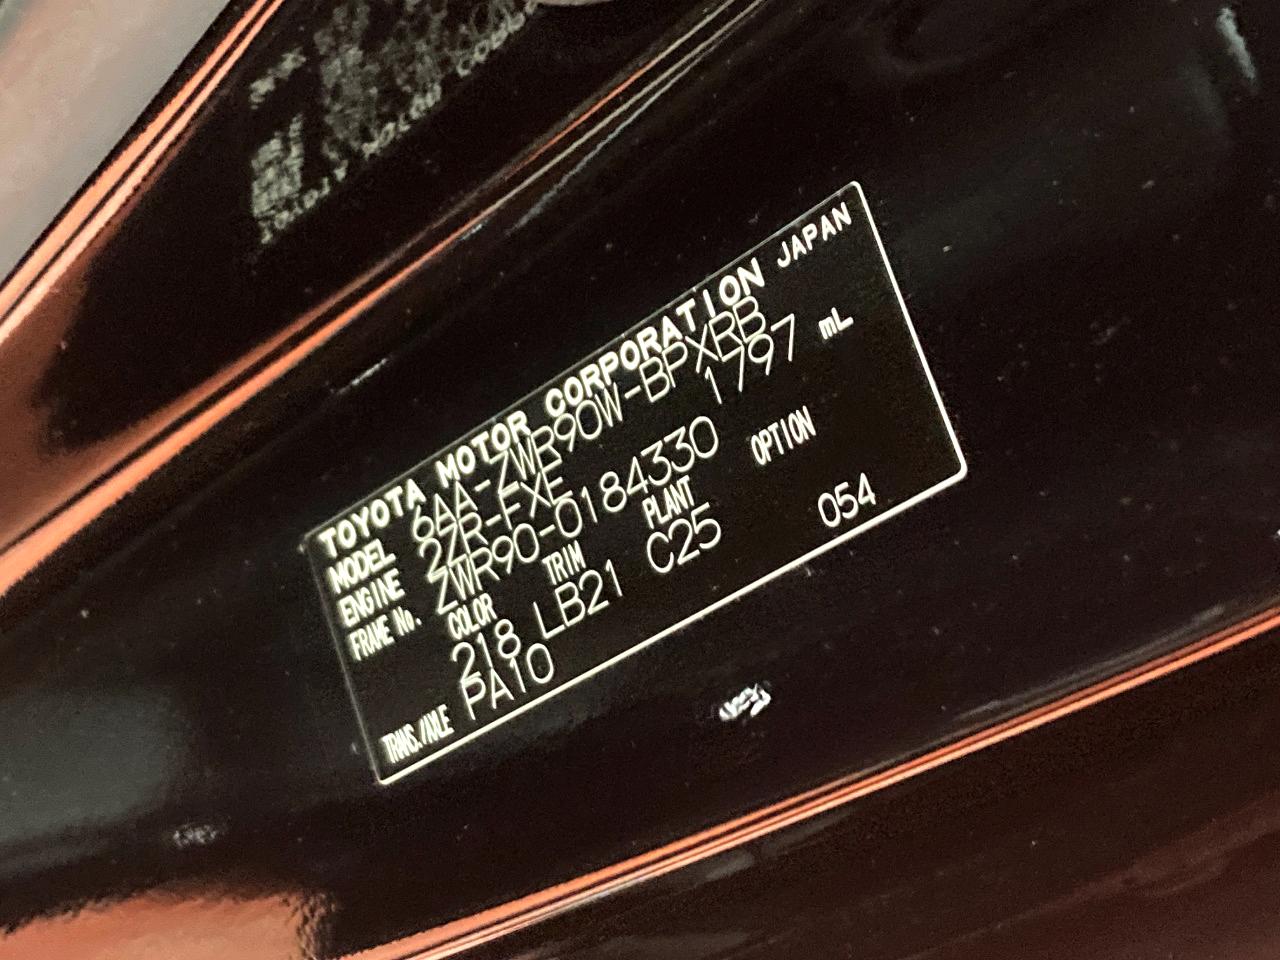 TOYOTA MOTOR CORPORATION JAPAN
MODEL 6AA-ZWR90W-BPXRB
ENGINE 2ZR-FXE 1797 mL
FRAME No. ZWR90-0184330
COLOR TRIM PLANT OPTION
218 LB21 C25 054
TRANS./AXLE PA10